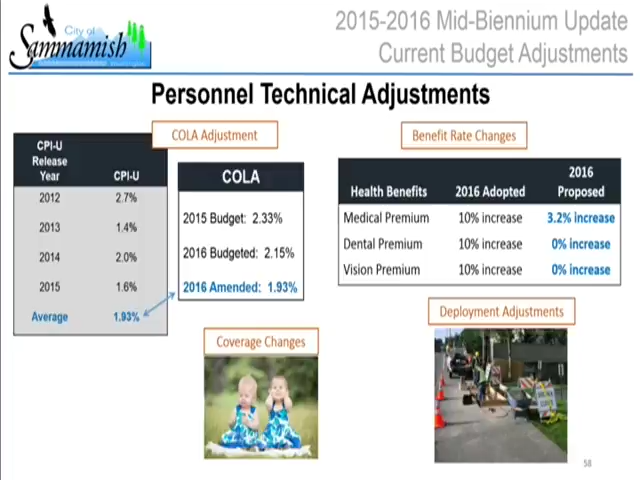 City of
Sammamish
2015-2016 Mid-Biennium Update
Current Budget Adjustments
Personnel Technical Adjustments
COLA Adjustment
CPI-U
Release
Year
CPI-U
2012 2.7%
2013 1.4%
2014 2.0%
2015 1.6%
Average 1.93%
COLA
2015 Budget: 2.33%
2016 Budgeted: 2.15%
2016 Amended: 1.93%
Benefit Rate Changes
Health Benefits 2016 Adopted 2016 Proposed
Medical Premium 10% increase 3.2% increase
Dental Premium 10% increase 0% increase
Vision Premium 10% increase 0% increase
Coverage Changes
Deployment Adjustments
58